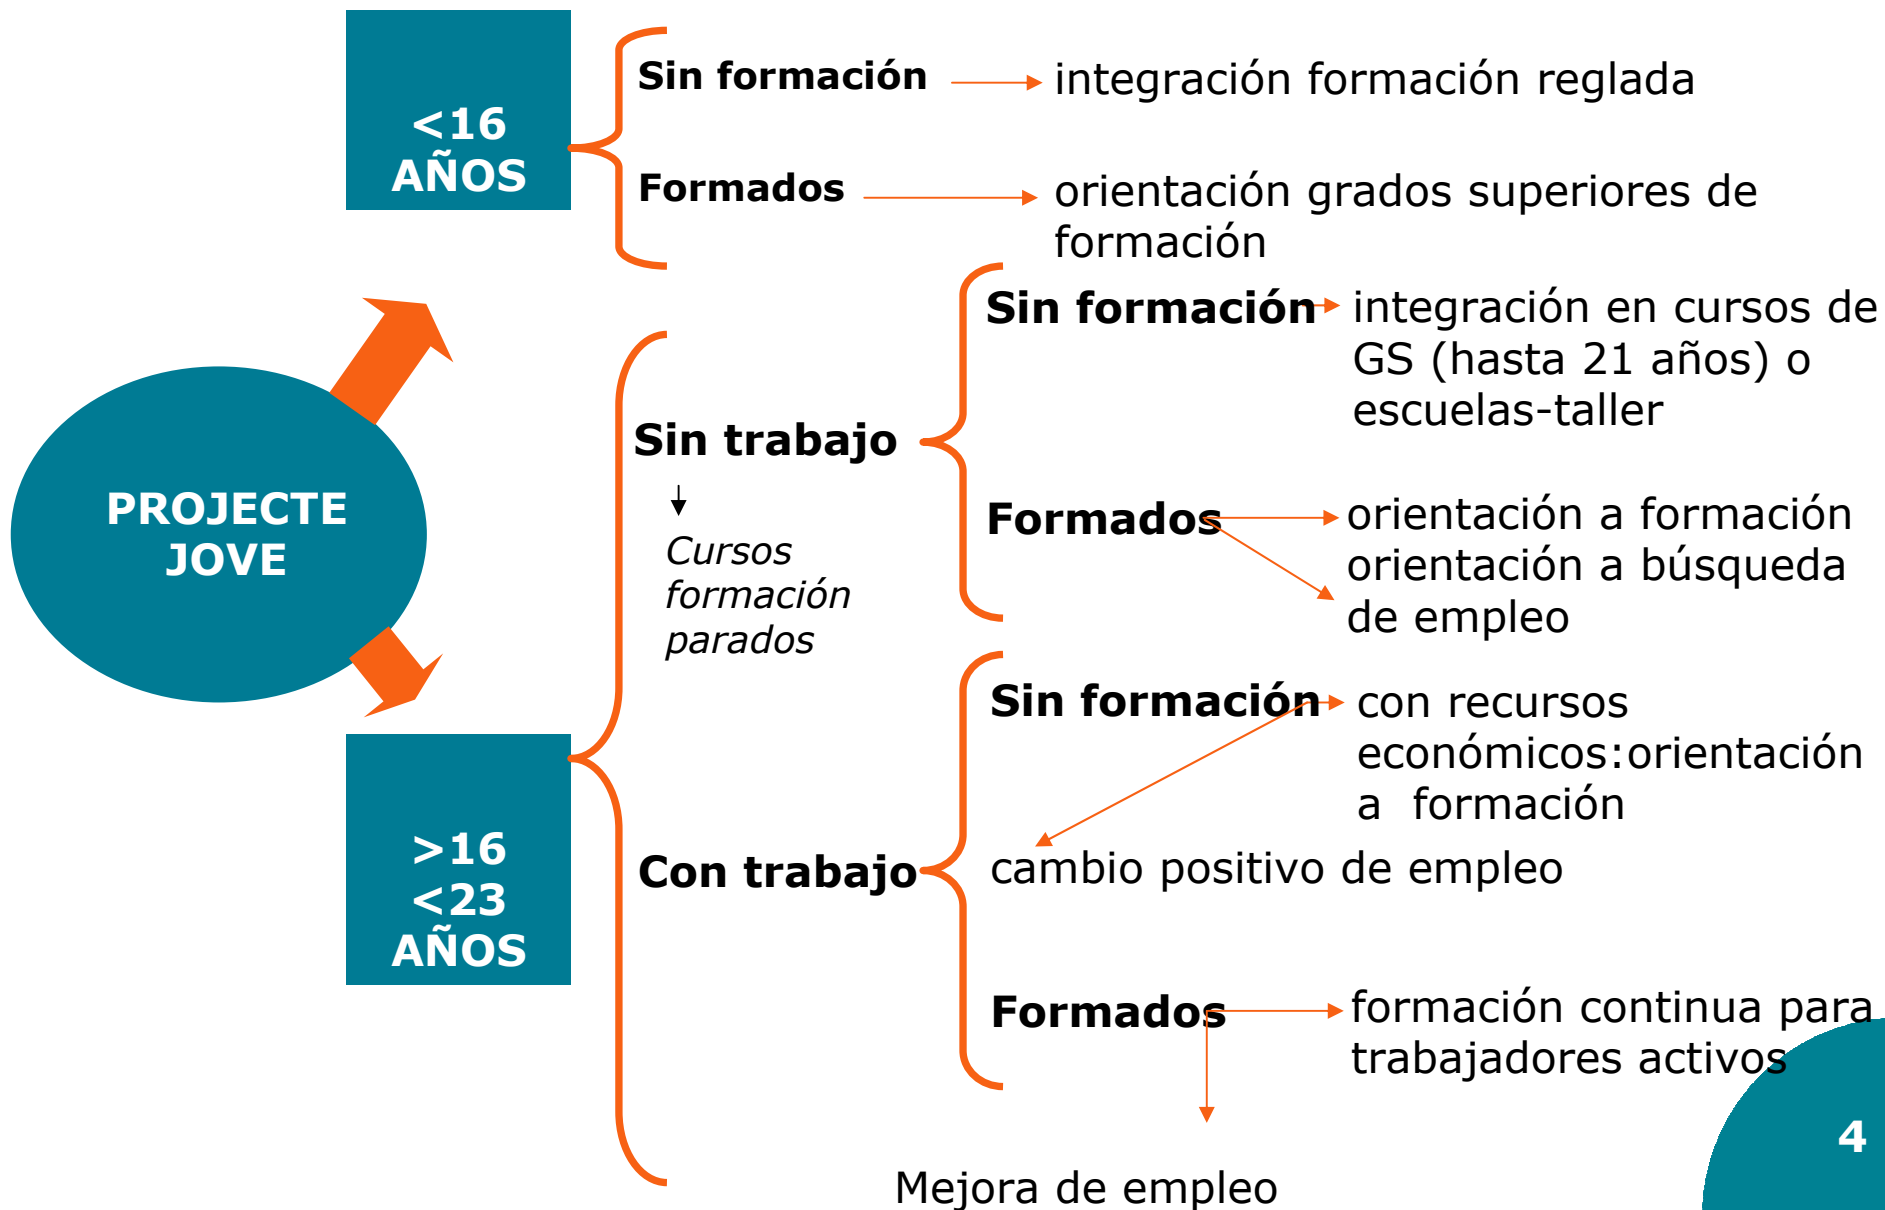 <16
AÑOS
Sin formación
integración formación reglada
Formados
orientación grados superiores de
formación
PROJECTE
JOVE
>16
<23
AÑOS
Sin trabajo
Cursos
formación
parados
Sin formación
integración en cursos de
GS (hasta 21 años) o
escuelas-taller
Formados
orientación a formación
orientación a búsqueda
de empleo
Con trabajo
Sin formación
con recursos
económicos:orientación
a formación
cambio positivo de empleo
Formados
formación continua para
trabajadores activos
Mejora de empleo
4